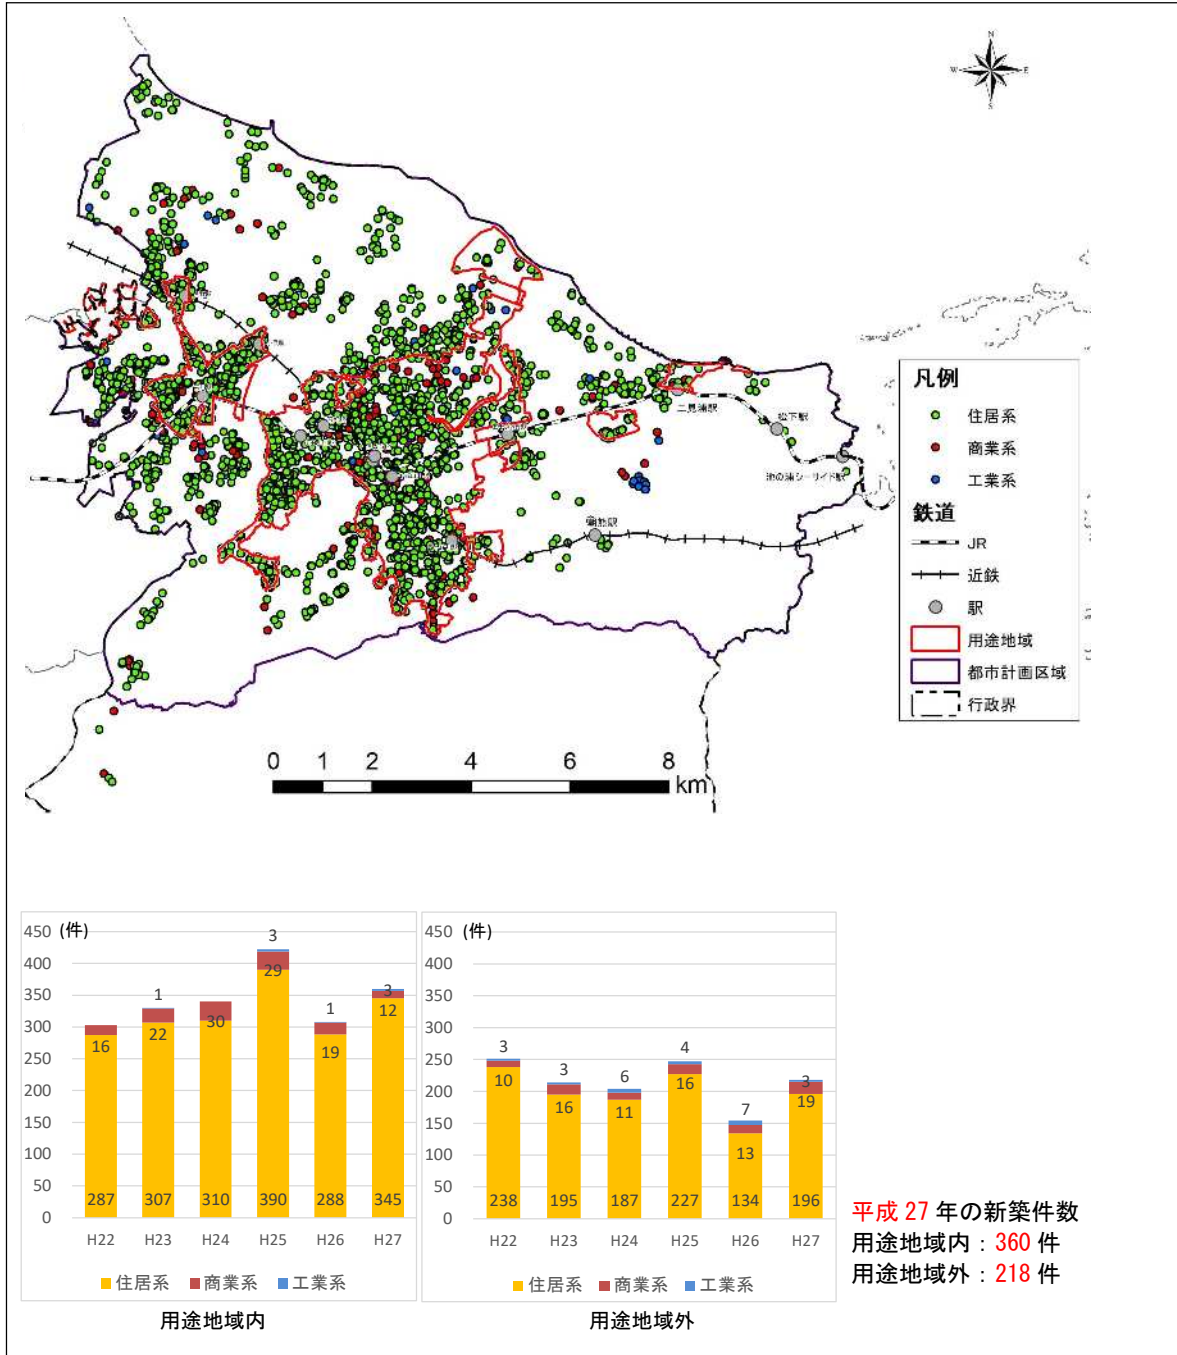 N
W
E
S
二見浦駅
松下駅
池の浦シーサイド駅
朝熊駅
凡例
住居系
商業系
工業系
鉄道
JR
近鉄
駅
用途地域
都市計画区域
行政界
0 1 2 4 6 8
km
450 (件)
400
350
300
250
200
150
100
50
0
3
29
390
1
22
307
16
287
30
310
1
19
288
3
12
345
H22 H23 H24 H25 H26 H27
住居系 商業系 工業系
用途地域内
450 (件)
400
350
300
250
200
150
100
50
0
3
10
238
3
16
195
6
11
187
4
16
227
7
13
134
3
19
196
H22 H23 H24 H25 H26 H27
住居系 商業系 工業系
用途地域外
平成 27 年の新築件数
用途地域内：360 件
用途地域外：218 件